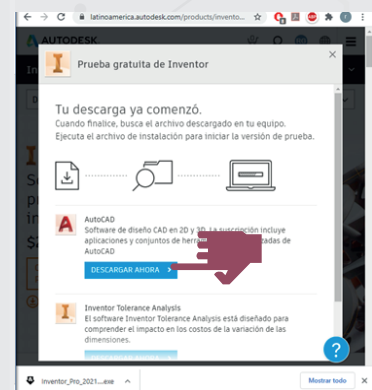 latinoamerica.autodesk.com/products/invento...
AUTODESK
Prueba gratuita de Inventor
Tu descarga ya comenzó.
Cuando finalice, busca el archivo descargado en tu equipo.
Ejecuta el archivo de instalación para iniciar la versión de prueba.
AutoCAD
Software de diseño CAD en 2D y 3D. La suscripción incluye
aplicaciones y conjuntos de de
AutoCAD
DESCARGAR AHORA
Inventor Tolerance Analysis
El software Inventor Tolerance Analysis está diseñado para
comprender el impacto en los costos de la variación de las
dimensiones.
DESCARGAR AHORA
?
Inventor_Pro_2021....exe
Mostrar todo